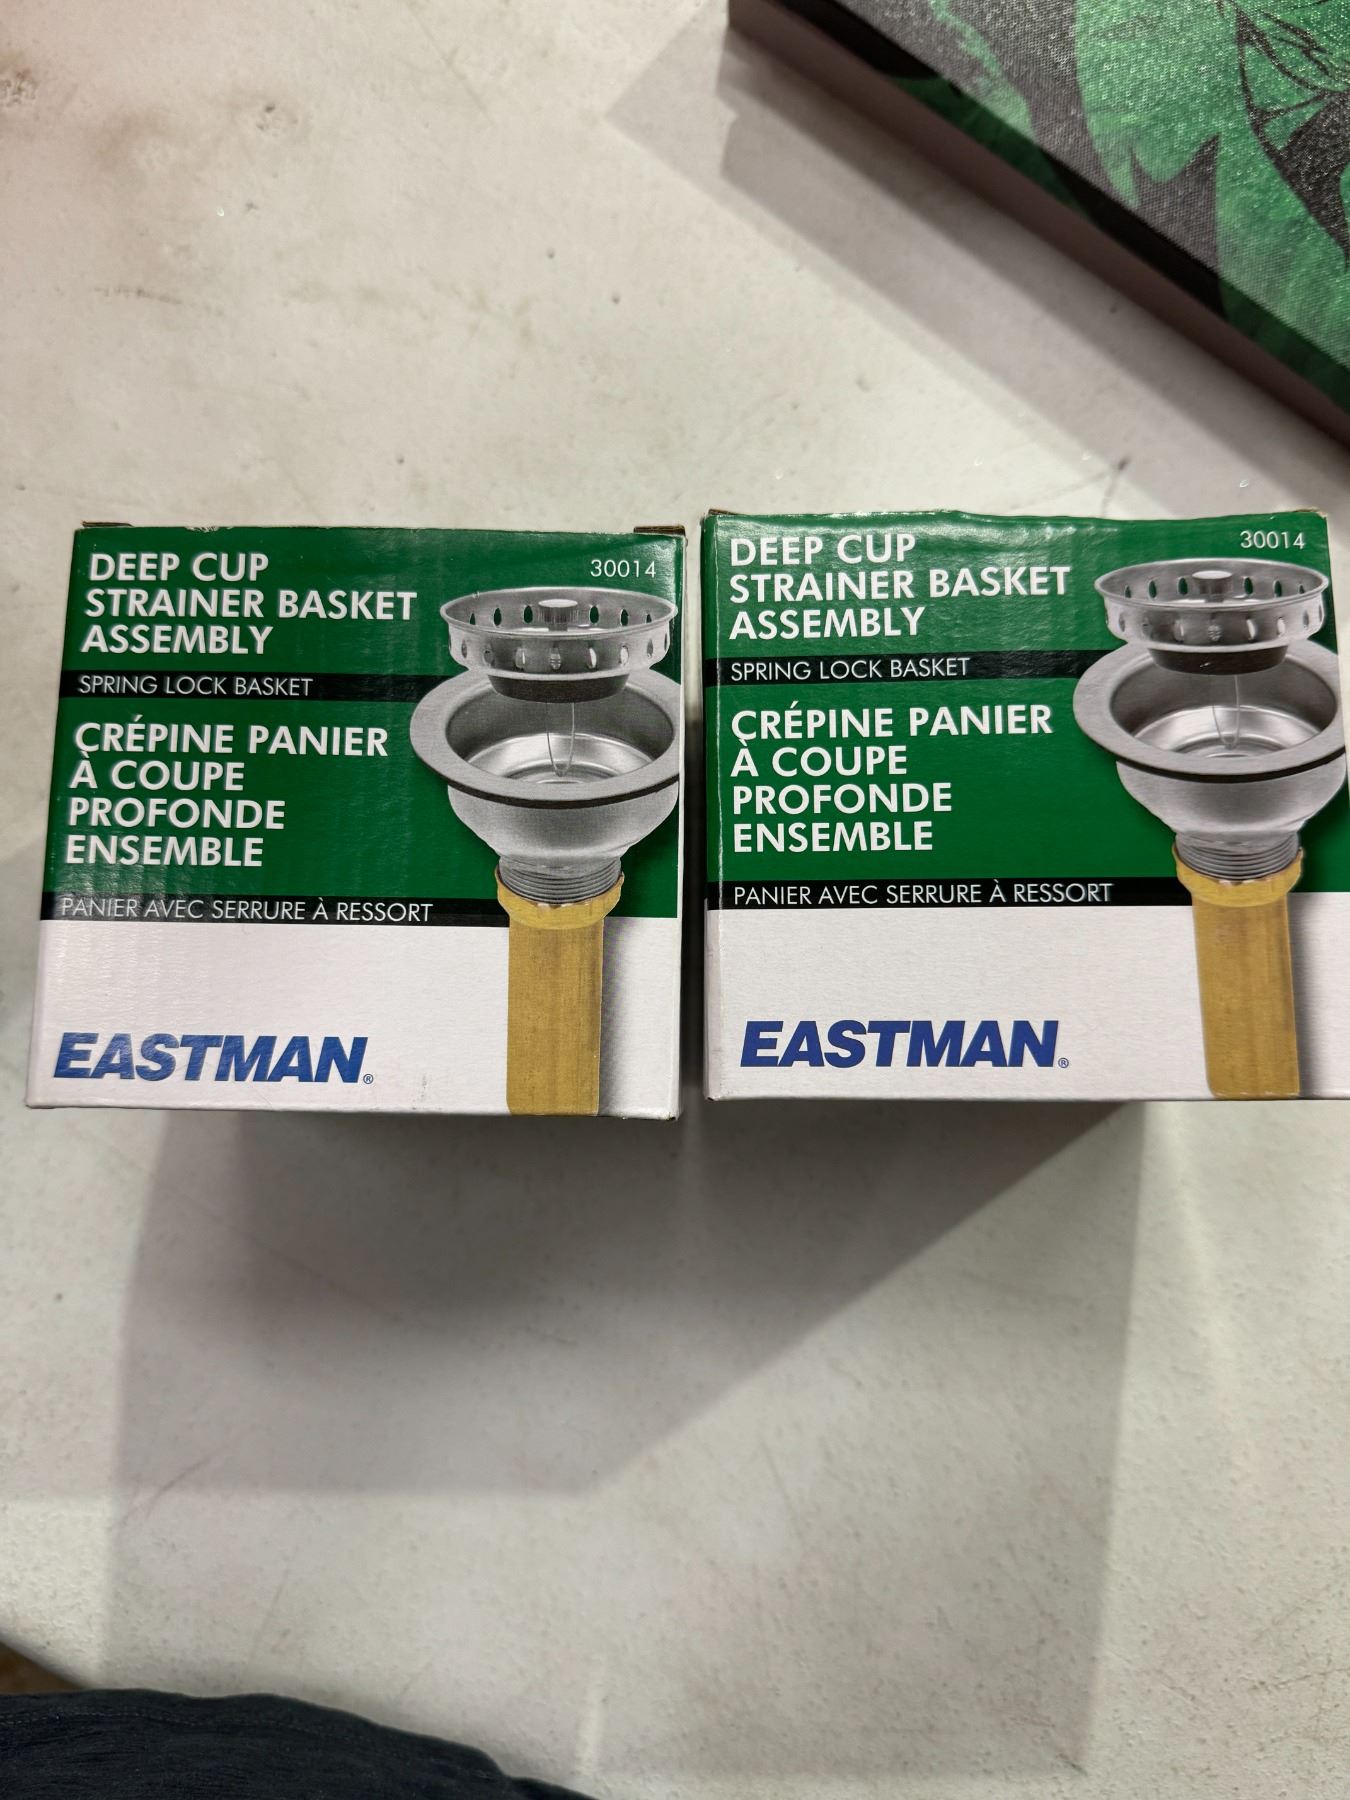 DEEP CUP
STRAINER BASKET
ASSEMBLY
30014
SPRING LOCK BASKET
CRÉPINE PANIER
À COUPE
PROFONDE
ENSEMBLE
PANIER AVEC SERRURE À RESSORT
EASTMAN®
DEEP CUP
STRAINER BASKET
ASSEMBLY
30014
SPRING LOCK BASKET
CRÉPINE PANIER
À COUPE
PROFONDE
ENSEMBLE
PANIER AVEC SERRURE À RESSORT
EASTMAN®